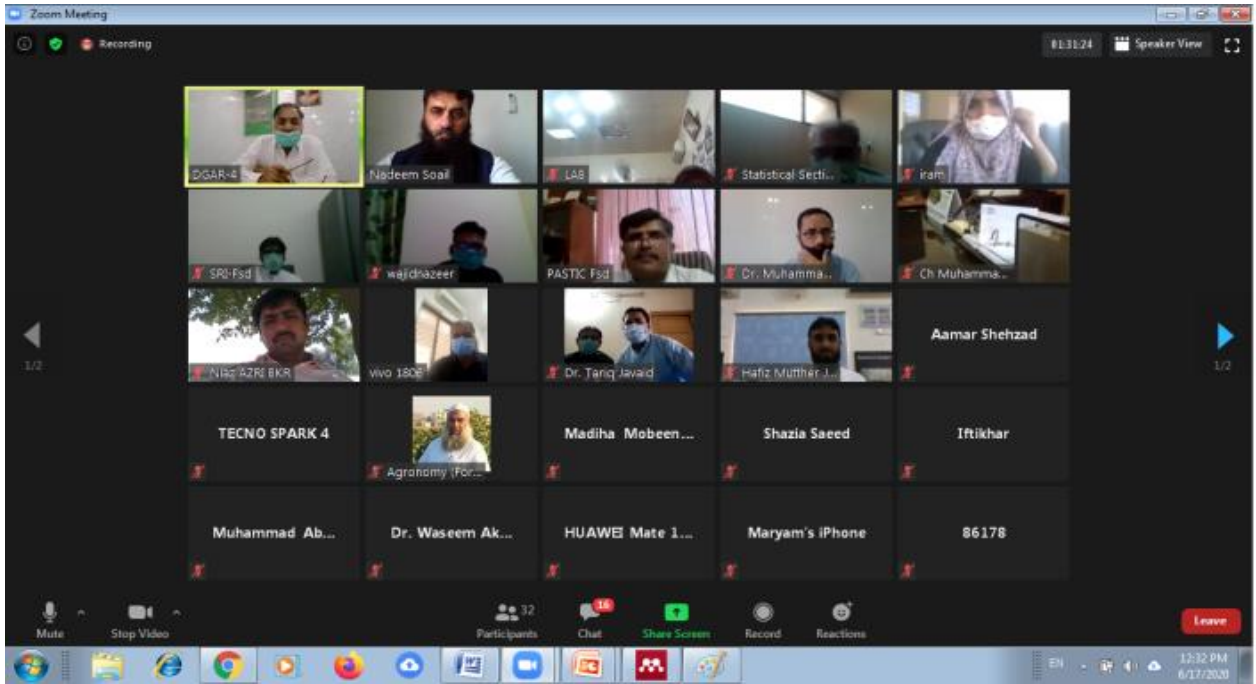 Zoom Meeting
Recording
01:31:24
Speaker View
DGAR-4
Nadeem Soail
LAB
Statistical Secti...
iram
SRI-Fsd
wajidnazeer
PASTIC Fsd
Dr. Muhamma...
Ch Muhamma...
Niaz AZRI BKR
vivo 1806
Dr. Tariq Javaid
Hafiz Mutther J...
Aamar Shehzad
1/2
1/2
TECNO SPARK 4
Agronomy (For...
Madiha Mobeen...
Shazia Saeed
Iftikhar
Muhammad Ab...
Dr. Waseem Ak...
HUAWEI Mate 1...
Maryam's iPhone
86178
Mute
Stop Video
32
Participants
16
Chat
Share Screen
Record
Reactions
Leave
EN
12:32 PM
6/17/2020